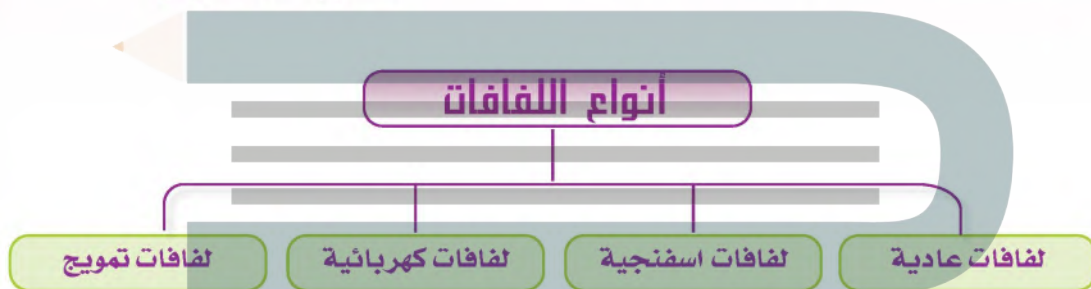 أنواع اللفافات
لفافات عادية
لفافات اسفنجية
لفافات كهربائية
لفافات تمويج